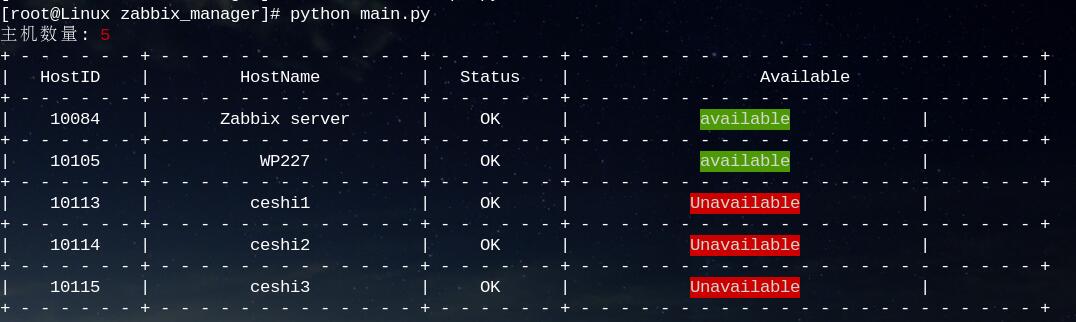 [root@Linux zabbix_manager]# python main.py
主机数量: 5
+ - - - - - - + - - - - - - - - - - - - - + - - - - - - + - - - - - - - - - - - - - - - - - - - - - - - +
| HostID | HostName | Status | Available |
+ - - - - - - + - - - - - - - - - - - - - + - - - - - - + - - - - - - - - - - - - - - - - - - - - - - - +
| 10084 | Zabbix server | OK | available |
+ - - - - - - + - - - - - - - - - - - - - + - - - - - - + - - - - - - - - - - - - - - - - - - - - - - - +
| 10105 | WP227 | OK | available |
+ - - - - - - + - - - - - - - - - - - - - + - - - - - - + - - - - - - - - - - - - - - - - - - - - - - - +
| 10113 | ceshi1 | OK | Unavailable |
+ - - - - - - + - - - - - - - - - - - - - + - - - - - - + - - - - - - - - - - - - - - - - - - - - - - - +
| 10114 | ceshi2 | OK | Unavailable |
+ - - - - - - + - - - - - - - - - - - - - + - - - - - - + - - - - - - - - - - - - - - - - - - - - - - - +
| 10115 | ceshi3 | OK | Unavailable |
+ - - - - - - + - - - - - - - - - - - - - + - - - - - - + - - - - - - - - - - - - - - - - - - - - - - - +